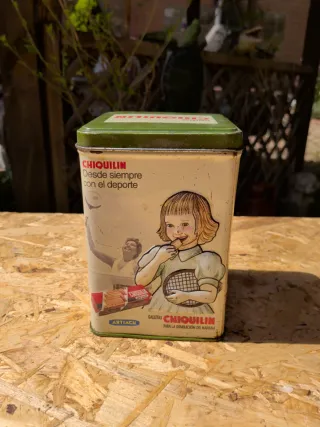 CHIQUILIN
Desde siempre
con el deporte
ARTIACH
GALLETAS CHIQUILIN